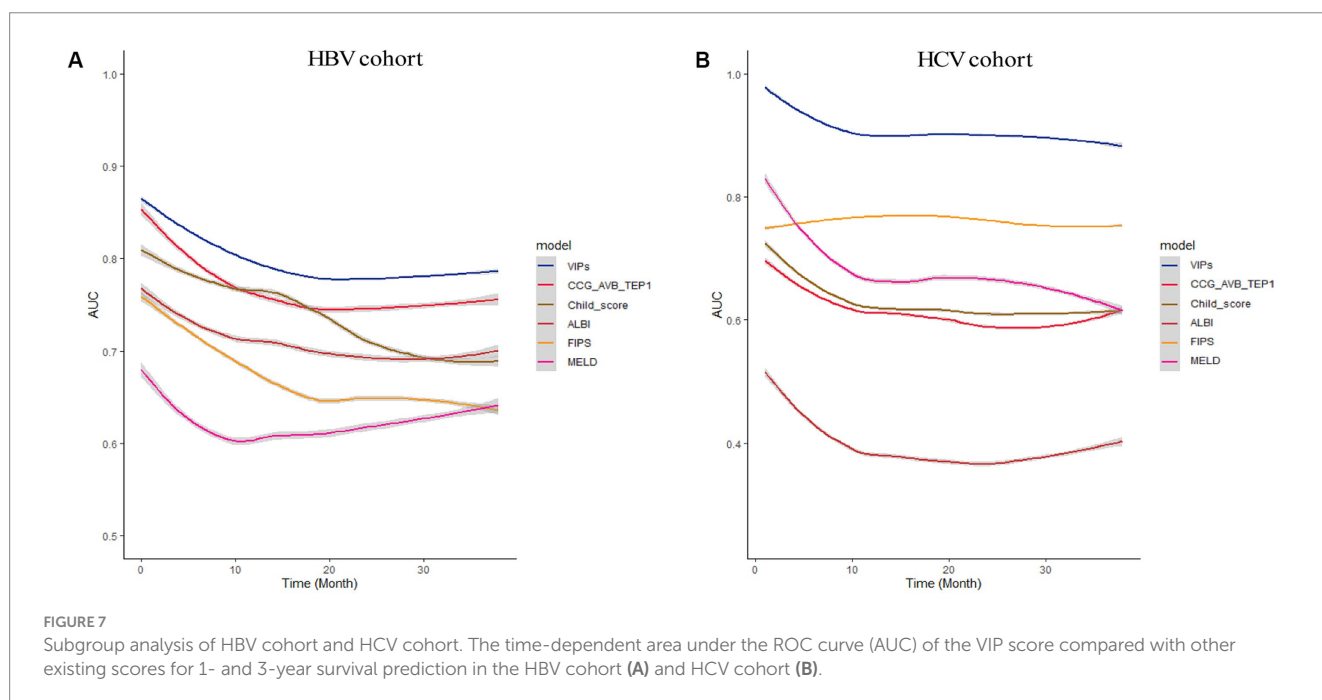 A
HBV cohort
1.0
0.9
0.8
0.7
0.6
0.5
AUC
0
10
20
30
Time (Month)
model
VIPs
CCG_AVB_TEP1
Child_score
ALBI
FIPS
MELD
B
HCV cohort
1.0
0.8
0.6
0.4
AUC
0
10
20
30
Time (Month)
model
VIPs
CCG_AVB_TEP1
Child_score
ALBI
FIPS
MELD
FIGURE 7
Subgroup analysis of HBV cohort and HCV cohort. The time-dependent area under the ROC curve (AUC) of the VIP score compared with other
existing scores for 1- and 3-year survival prediction in the HBV cohort (A) and HCV cohort (B).